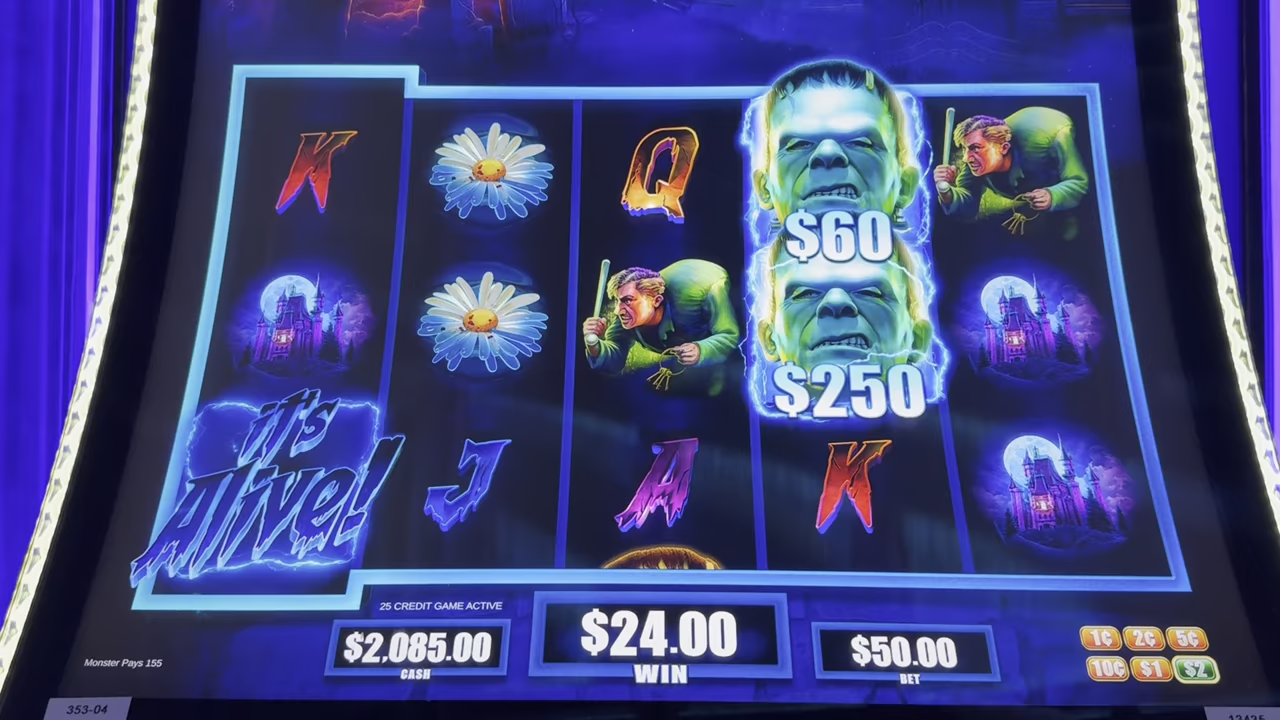 K
Q
$60
$250
it's
Alive!
J
A
K
25 CREDIT GAME ACTIVE
$2,085.00
CASH
$24.00
WIN
$50.00
BET
1¢ 2¢ 5¢
10¢ $1 $2
Monster Pays 155
353-04